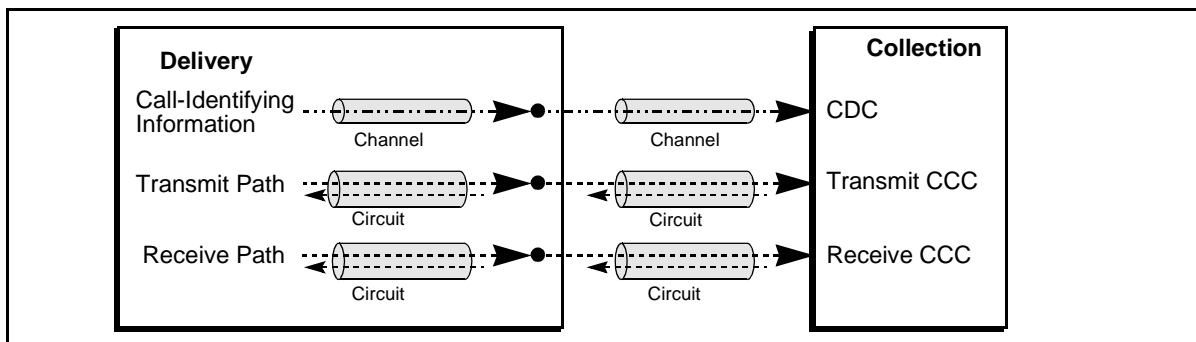 Delivery
Collection
Call-Identifying
Information
Channel
Channel
CDC
Transmit Path
Circuit
Circuit
Transmit CCC
Receive Path
Circuit
Circuit
Receive CCC